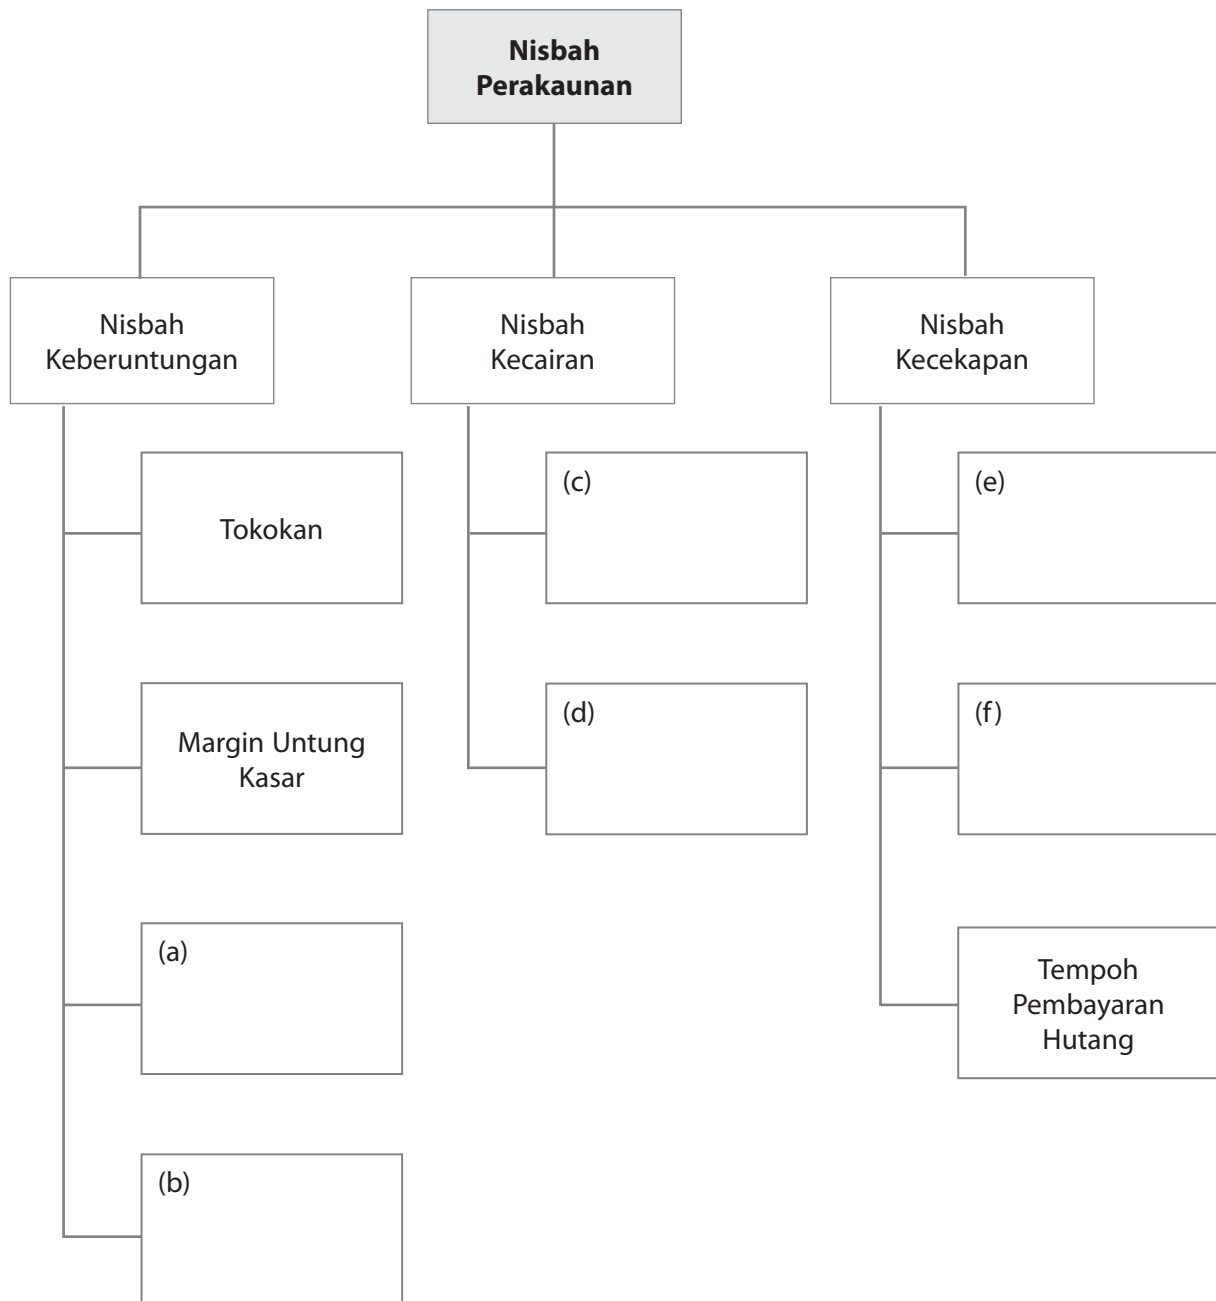 Nisbah
Perakaunan
Nisbah
Keberuntungan
Nisbah
Kecairan
Nisbah
Kecekapan
Tokokan
(c)
(e)
Margin Untung
Kasar
(d)
(f)
(a)
Tempoh
Pembayaran
Hutang
(b)